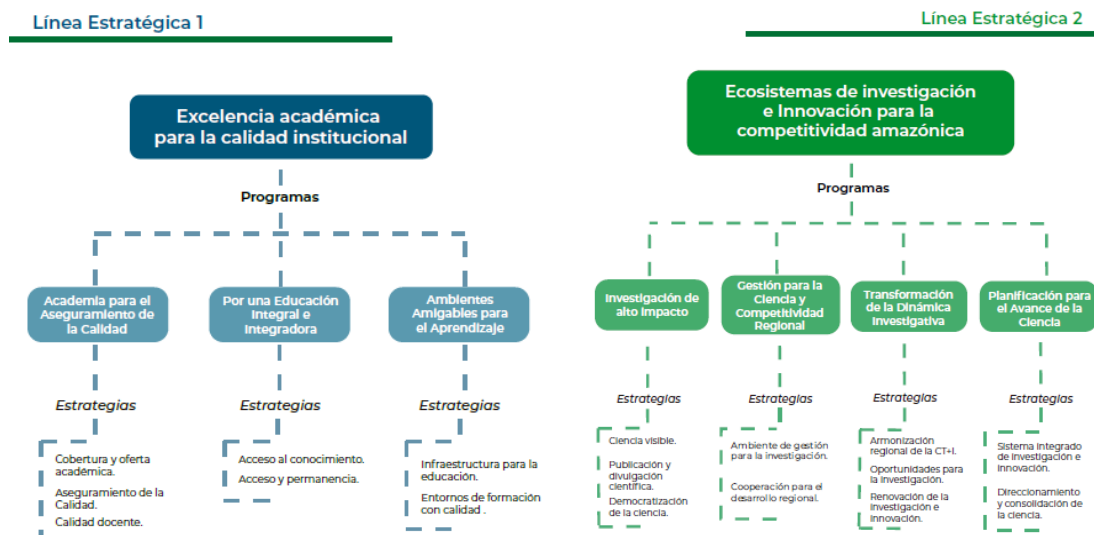 Línea Estratégica 1
Excelencia académica
para la calidad institucional
Programas
Academia para el
Aseguramiento de
la Calidad
Por una Educación
Integral e
Integradora
Ambientes
Amigables para
el Aprendizaje
Estrategias
Estrategias
Estrategias
Cobertura y oferta
académica.
Aseguramiento de la
Calidad.
Calidad docente.
Acceso al conocimiento.
Acceso y permanencia.
Infraestructura para la
educación.
Entornos de formación
con calidad .
Línea Estratégica 2
Ecosistemas de investigación
e Innovación para la
competitividad amazónica
Programas
Investigación de
alto Impacto
Gestión para la
Ciencia y
Competitividad
Regional
Transformación
de la Dinámica
Investigativa
Planificación para
el Avance de la
Ciencia
Estrategias
Estrategias
Estrategias
Estrategias
Ciencia visible.
Publicación y
divulgación
científica.
Democratización
de la ciencia.
Ambiente de gestión
para la investigación.
Cooperación para el
desarrollo regional.
Armonización
regional de la CT+I.
Oportunidades para
la Investigación.
Renovación de la
Investigación e
Innovación.
Sistema Integrado
de Investigación e
Innovación.
Direccionamiento
y consolidación de
la ciencia.